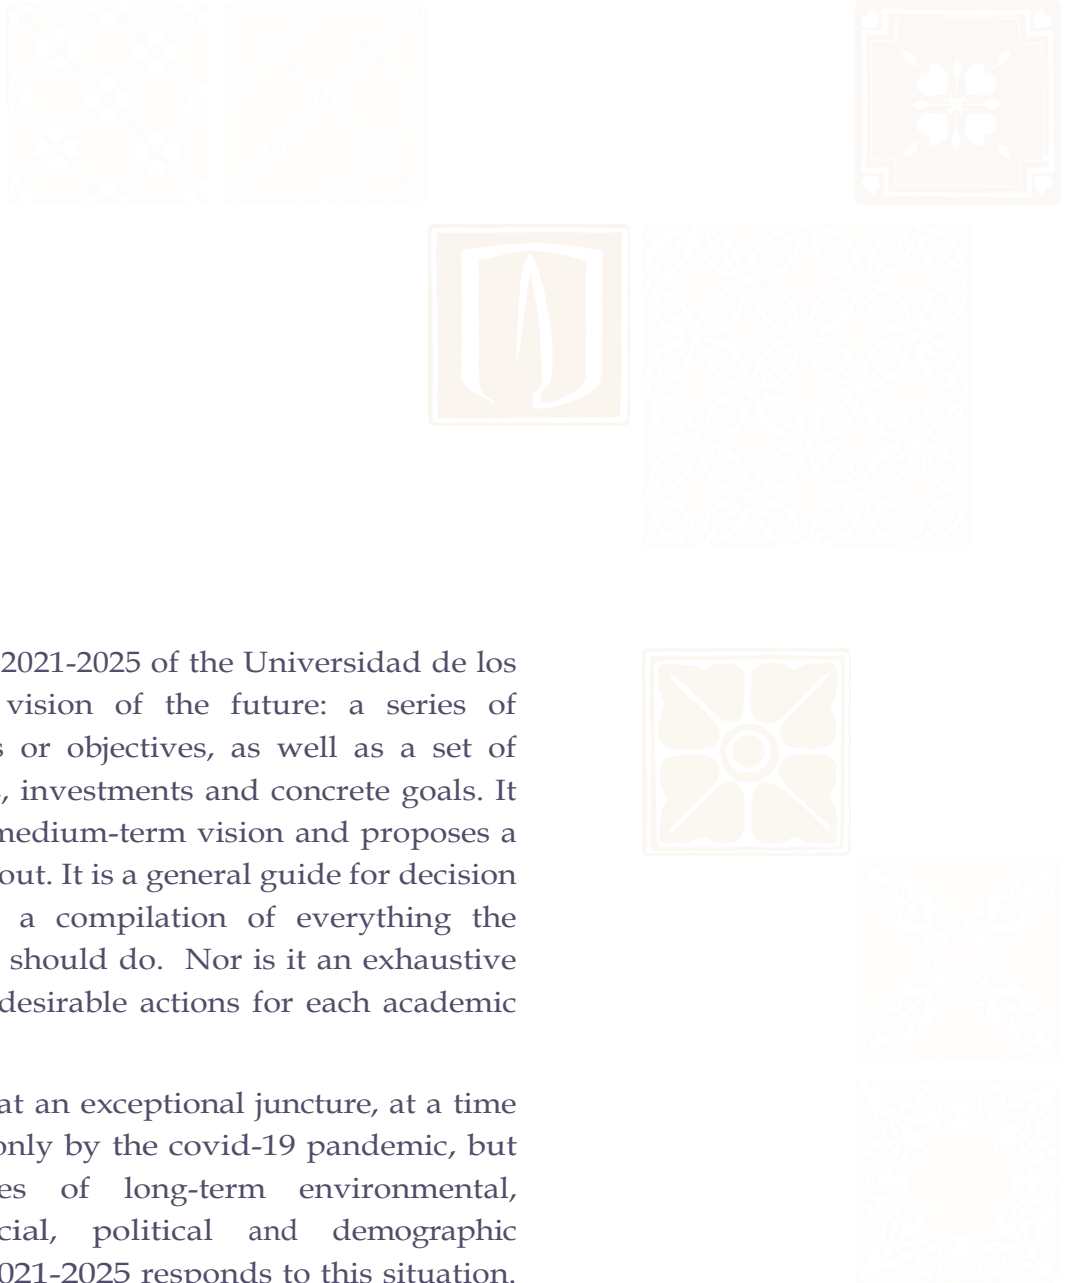 2021-2025 of the Universidad de los
vision of the future: a series of
or objectives, as well as a set of
, investments and concrete goals. It
medium-term vision and proposes a
out. It is a general guide for decision
a compilation of everything the
should do. Nor is it an exhaustive
desirable actions for each academic
at an exceptional juncture, at a time
only by the covid-19 pandemic, but
es of long-term environmental,
cial, political and demographic
021-2025 responds to this situation.